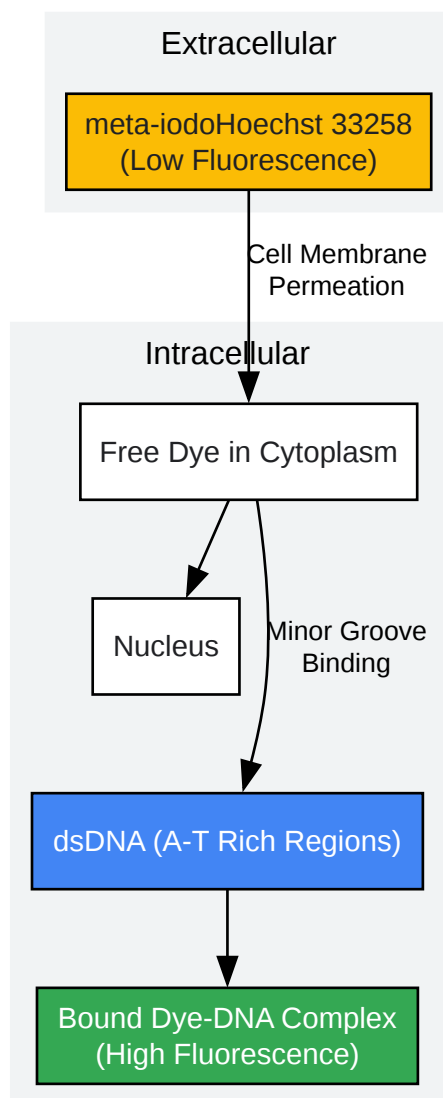 Extracellular
meta-iodoHoechst 33258
(Low Fluorescence)
Cell Membrane
Permeation
Intracellular
Free Dye in Cytoplasm
Nucleus
Minor Groove
Binding
dsDNA (A-T Rich Regions)
Bound Dye-DNA Complex
(High Fluorescence)